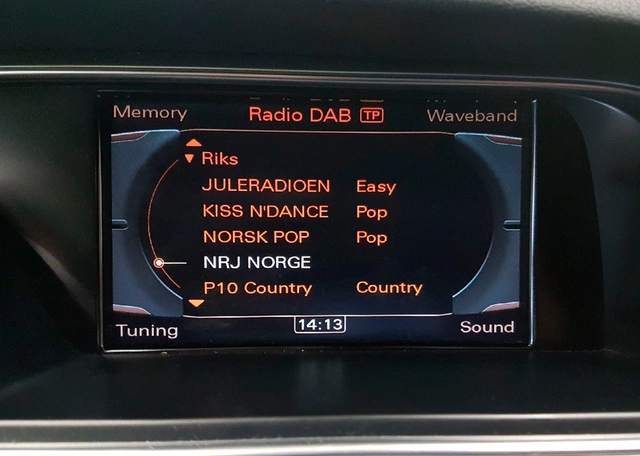 Memory Radio DAB TP Waveband
Riks
JULERADIOEN Easy
KISS N'DANCE Pop
NORSK POP Pop
NRJ NORGE
P10 Country Country
Tuning 14:13 Sound